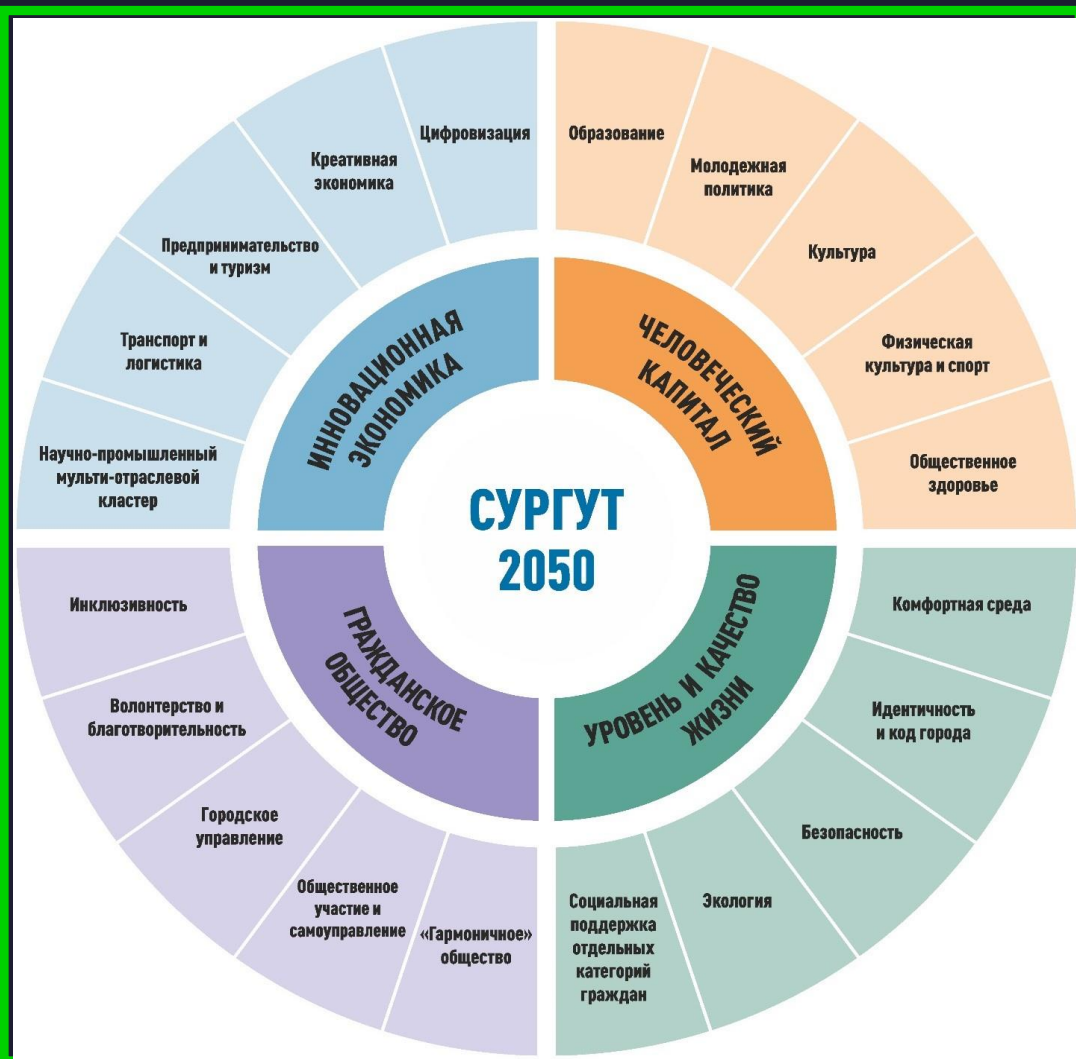 Цифровизация
Креативная
экономика
Предпринимательство
и туризм
Транспорт и
логистика
Научно-промышленный
мульти-отраслевой
кластер
ИННОВАЦИОННАЯ
ЭКОНОМИКА
Образование
Молодежная
политика
Культура
Физическая
культура и спорт
Общественное
здоровье
ЧЕЛОВЕЧЕСКИЙ
КАПИТАЛ
СУРГУТ
2050
Инклюзивность
Волонтерство и
благотворительность
Городское
управление
Общественное
участие и
самоуправление
«Гармоничное»
общество
ГРАЖДАНСКОЕ
ОБЩЕСТВО
Комфортная среда
Идентичность
и код города
Безопасность
Экология
Социальная
поддержка
отдельных
категорий
граждан
УРОВЕНЬ И КАЧЕСТВО
ЖИЗНИ